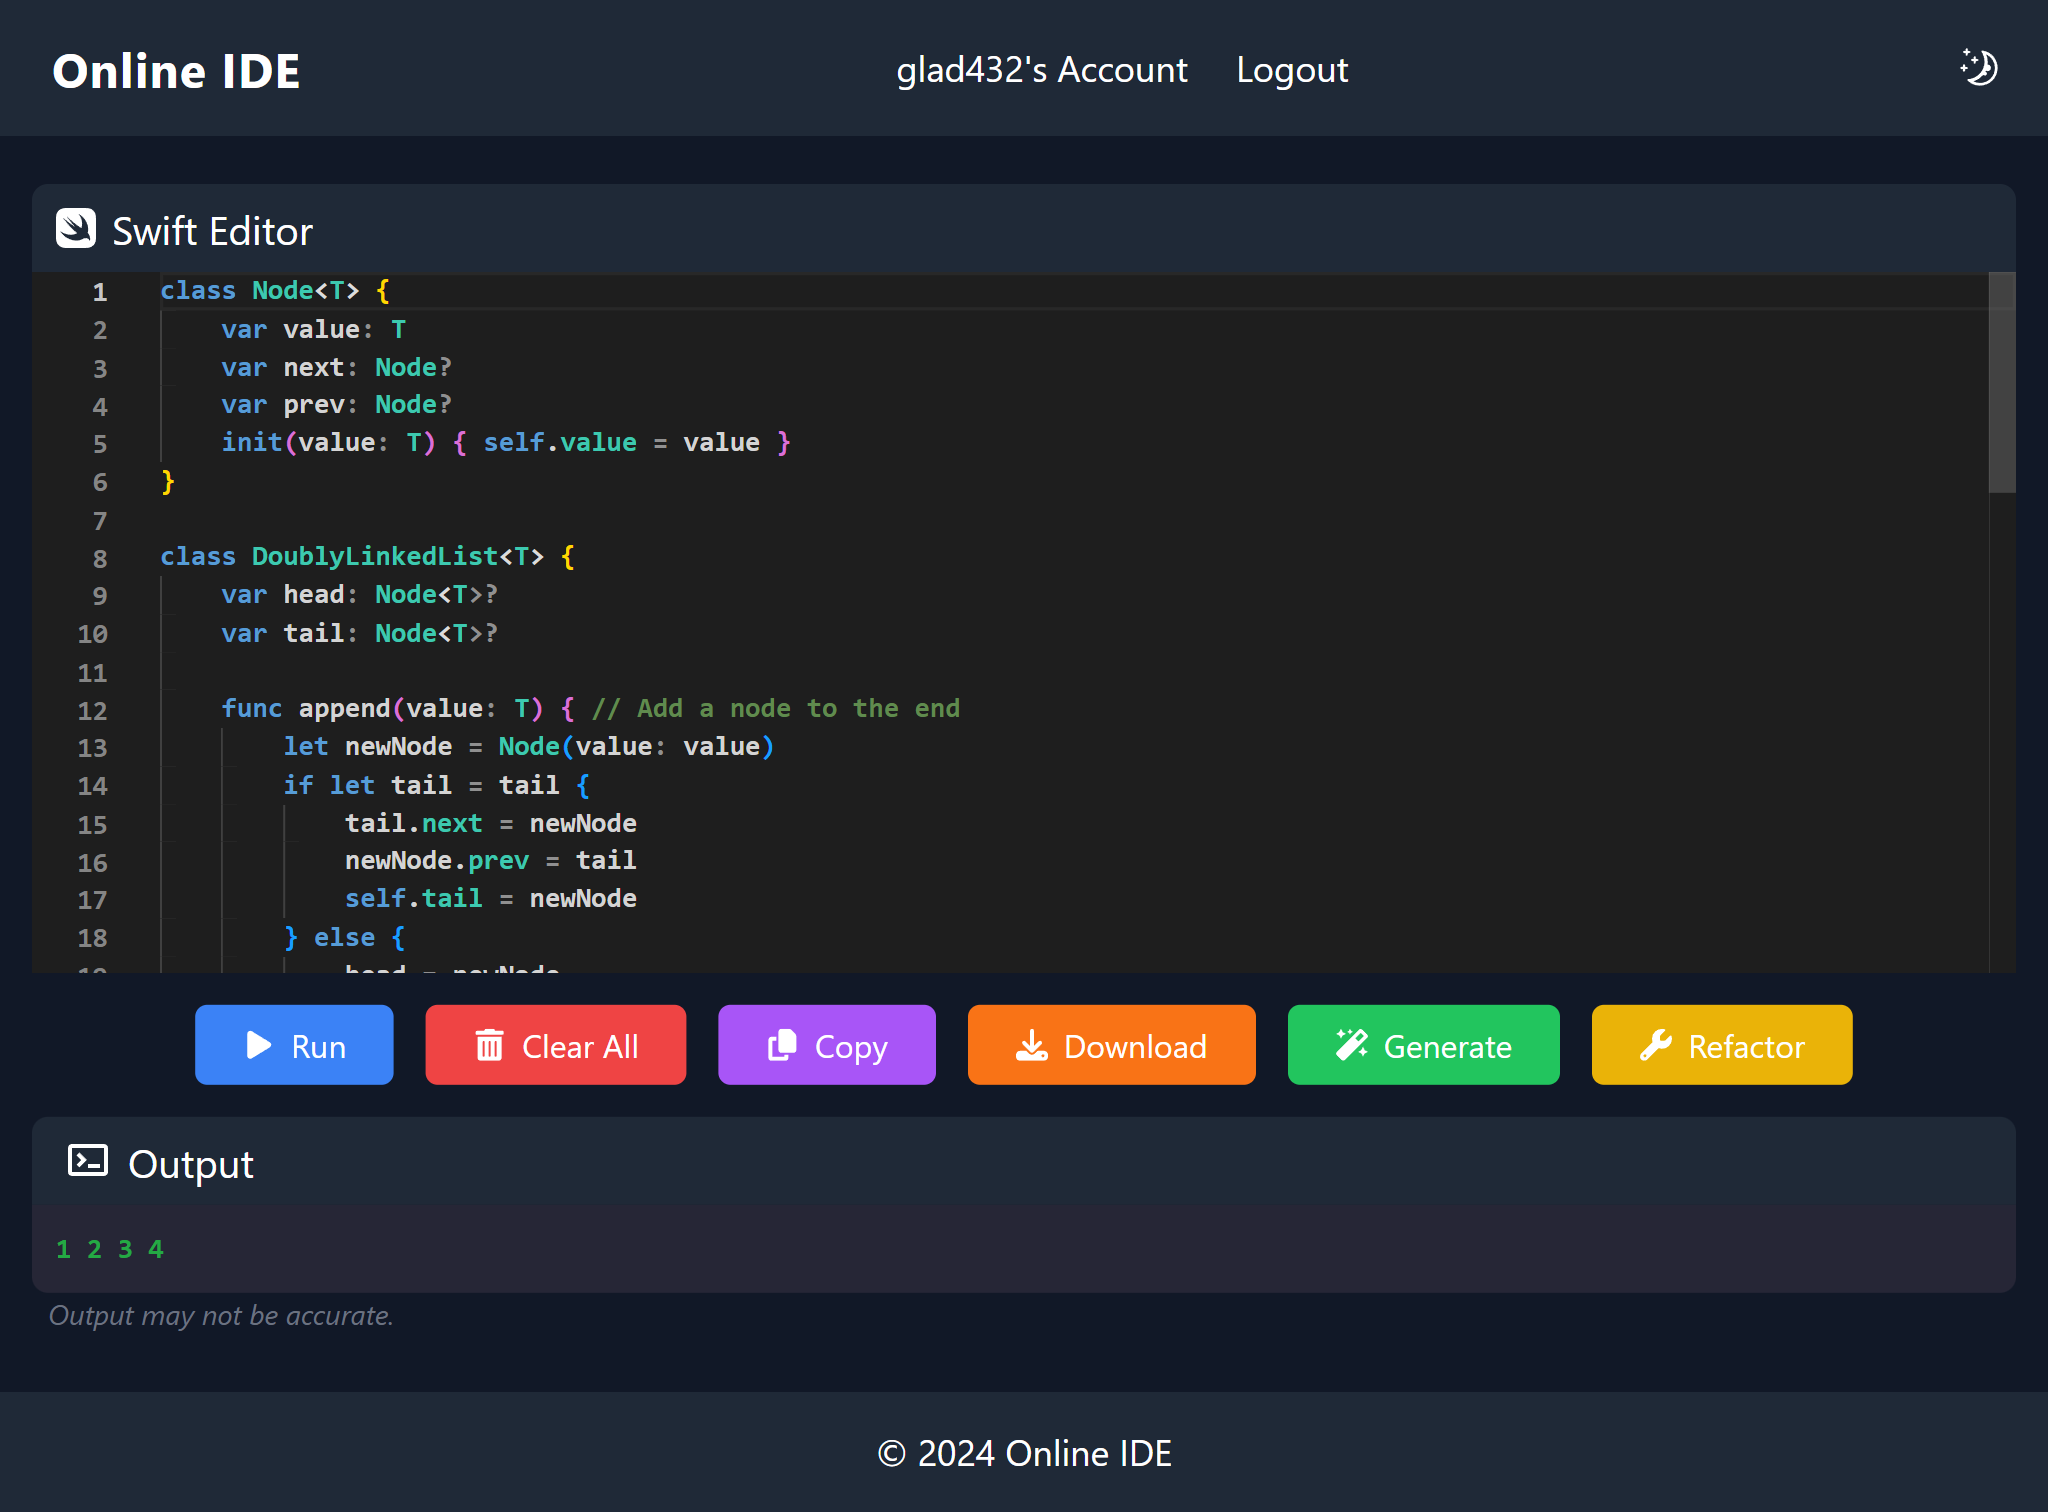 Online IDE
glad432's Account
Logout
Swift Editor
1 class Node<T> {
2     var value: T
3     var next: Node?
4     var prev: Node?
5     init(value: T) { self.value = value }
6 }
7
8 class DoublyLinkedList<T> {
9     var head: Node<T>?
10     var tail: Node<T>?
11
12     func append(value: T) { // Add a node to the end
13         let newNode = Node(value: value)
14         if let tail = tail {
15             tail.next = newNode
16             newNode.prev = tail
17             self.tail = newNode
18         } else {
19             head = newNode
Run
Clear All
Copy
Download
Generate
Refactor
Output
1 2 3 4
Output may not be accurate.
© 2024 Online IDE